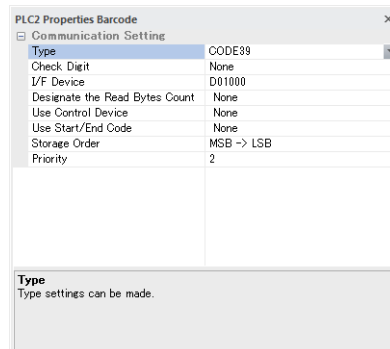 PLC2 Properties Barcode
Communication Setting
Type CODE39
Check Digit None
I/F Device D01000
Designate the Read Bytes Count None
Use Control Device None
Use Start/End Code None
Storage Order MSB -> LSB
Priority 2
Type
Type settings can be made.